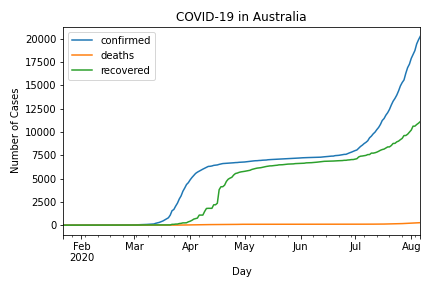 COVID-19 in Australia
confirmed
deaths
recovered
Number of Cases
20000
17500
15000
12500
10000
7500
5000
2500
0
Feb Mar Apr May Jun Jul Aug
2020
Day